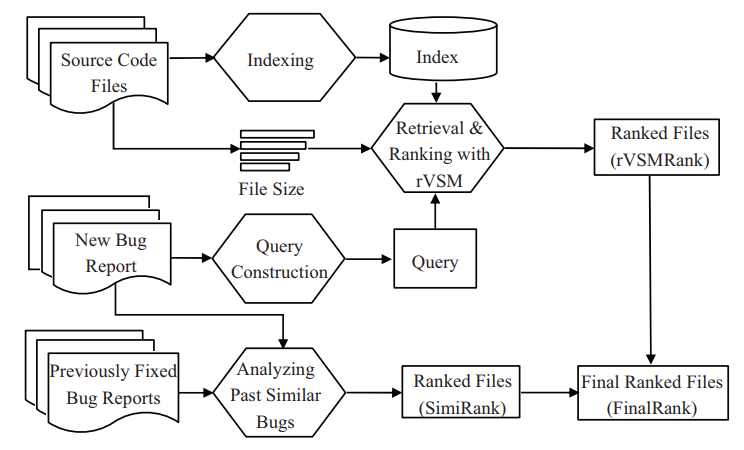 Source Code
Files
Indexing
Index
Retrieval &
Ranking with
rVSM
Ranked Files
(rVSMRank)
File Size
New Bug
Report
Query
Construction
Query
Previously Fixed
Bug Reports
Analyzing
Past Similar
Bugs
Ranked Files
(SimiRank)
Final Ranked Files
(FinalRank)